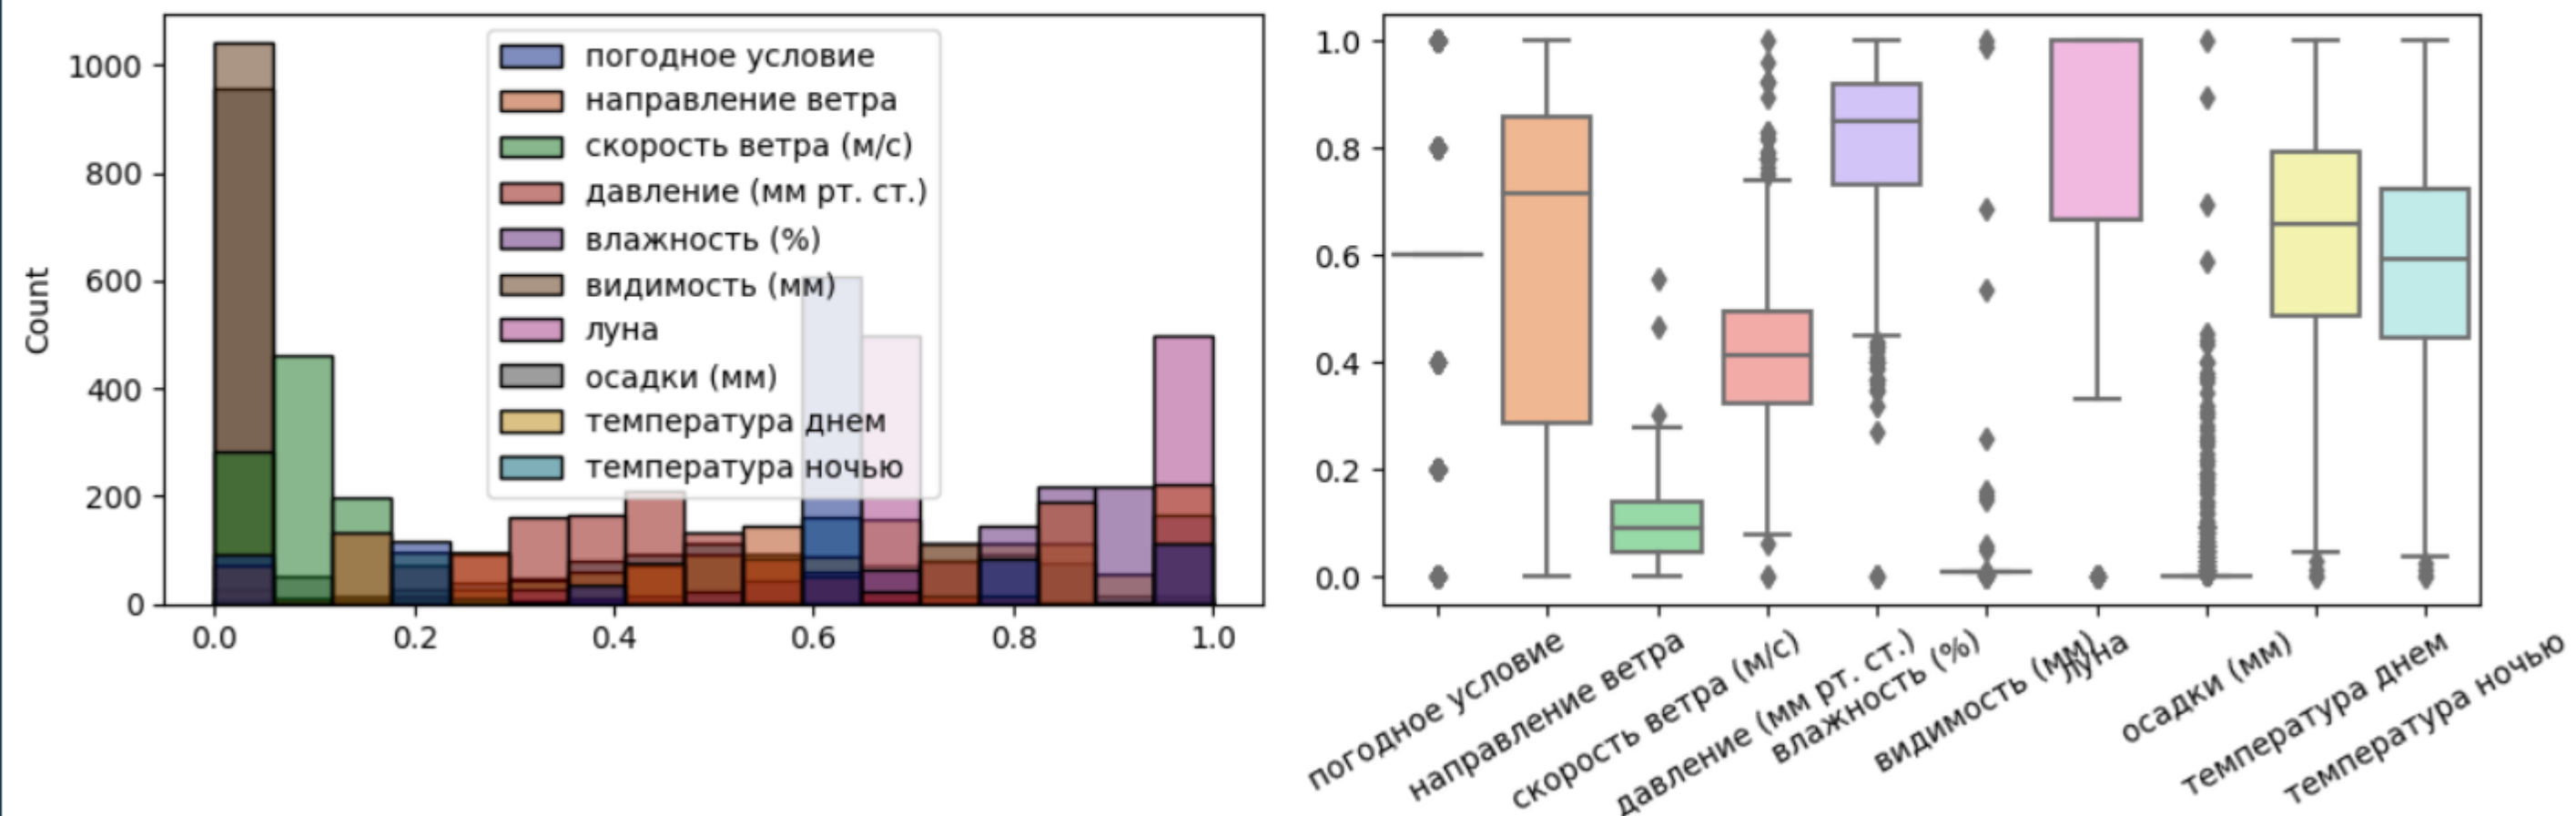 Count
1000
800
600
400
200
0
0.0 0.2 0.4 0.6 0.8 1.0
погодное условие
направление ветра
скорость ветра (м/с)
давление (мм рт. ст.)
влажность (%)
видимость (мм)
луна
осадки (мм)
температура днем
температура ночью
1.0
0.8
0.6
0.4
0.2
0.0
погодное условие
направление ветра
скорость ветра (м/с)
давление (мм рт. ст.)
влажность (%)
видимость (мм)
луна
осадки (мм)
температура днем
температура ночью